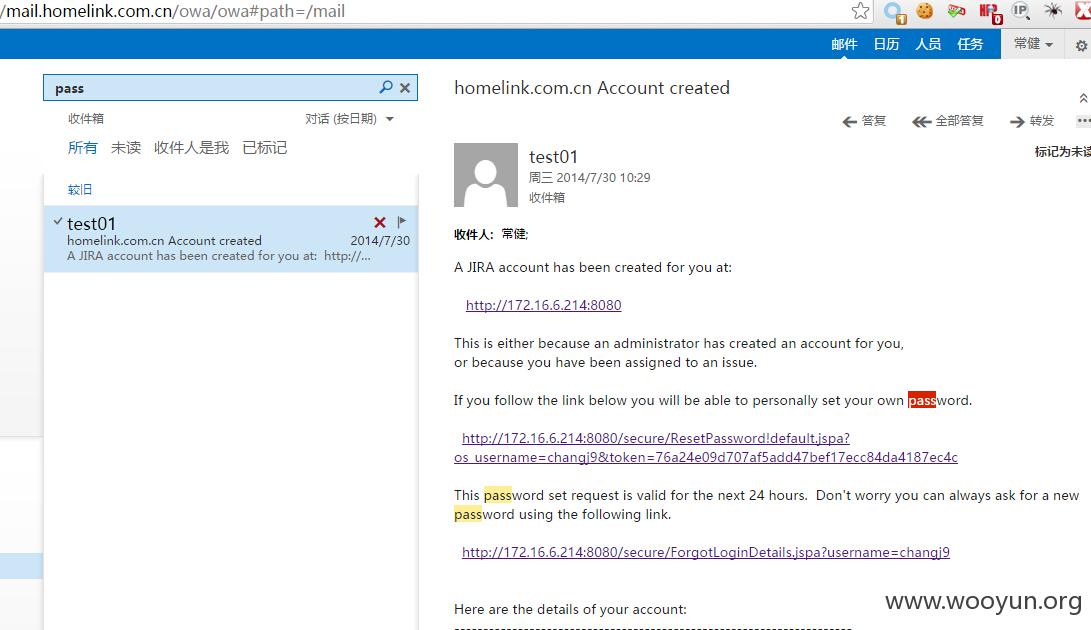 /mail.homelink.com.cn/owa/owa#path=/mail
1
0
IP
邮件 日历 人员 任务 常健
pass
收件箱 对话 (按日期)
所有 未读 收件人是我 已标记
较旧
test01
homelink.com.cn Account created 2014/7/30
A JIRA account has been created for you at: http://...
homelink.com.cn Account created
答复 全部答复 转发 •••
标记为未读
test01
周三 2014/7/30 10:29
收件箱
收件人: 常健;
A JIRA account has been created for you at:
http://172.16.6.214:8080
This is either because an administrator has created an account for you,
or because you have been assigned to an issue.
If you follow the link below you will be able to personally set your own password.
http://172.16.6.214:8080/secure/ResetPassword!default.jspa?
os_username=changj9&token=76a24e09d707af5add47bef17ecc84da4187ec4c
This password set request is valid for the next 24 hours. Don't worry you can always ask for a new
password using the following link.
http://172.16.6.214:8080/secure/ForgotLoginDetails.jspa?username=changj9
Here are the details of your account:
--------------------------------------------------------------------
www.wooyun.org